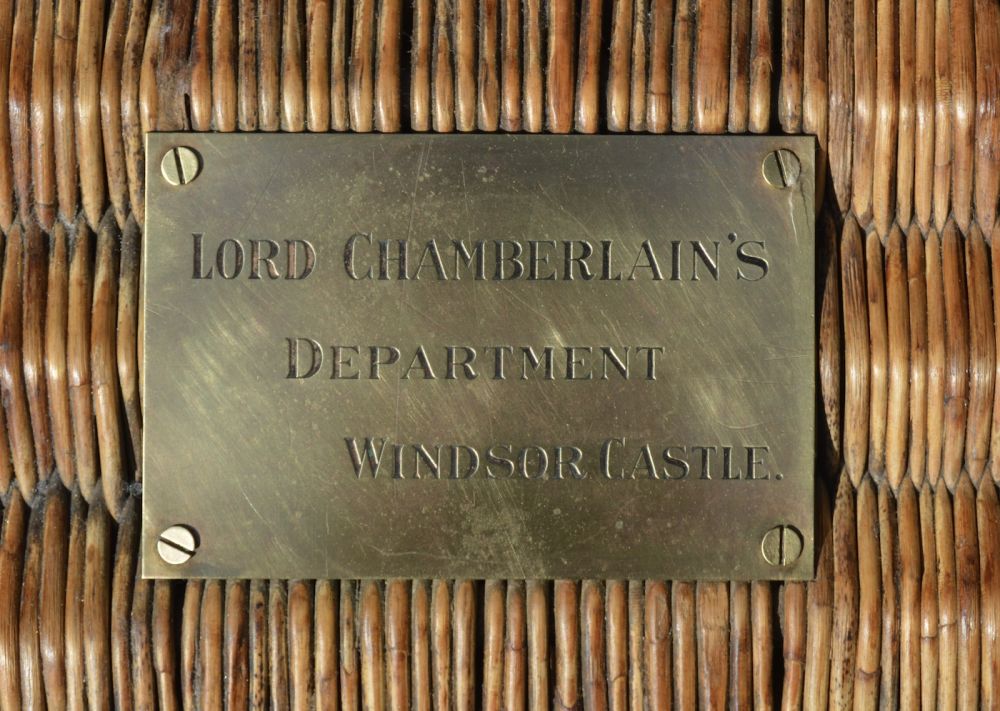 LORD CHAMBERLAIN'S
DEPARTMENT
WINDSOR CASTLE.